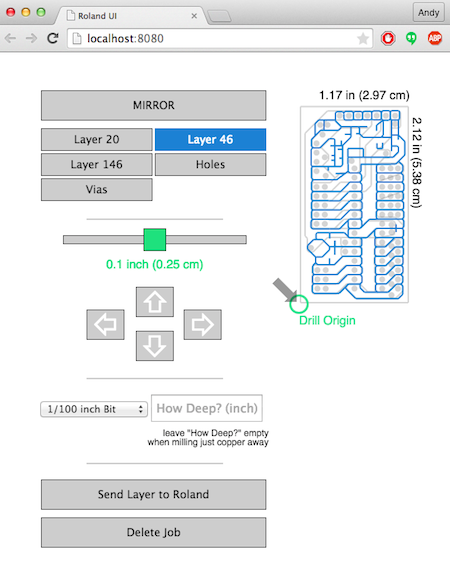 Roland UI
Andy
localhost:8080
ABP
MIRROR
Layer 20
Layer 46
Layer 146
Holes
Vias
0.1 inch (0.25 cm)
1/100 inch Bit
How Deep? (inch)
leave "How Deep?" empty
when milling just copper away
Send Layer to Roland
Delete Job
1.17 in (2.97 cm)
2.12 in (5.38 cm)
Drill Origin